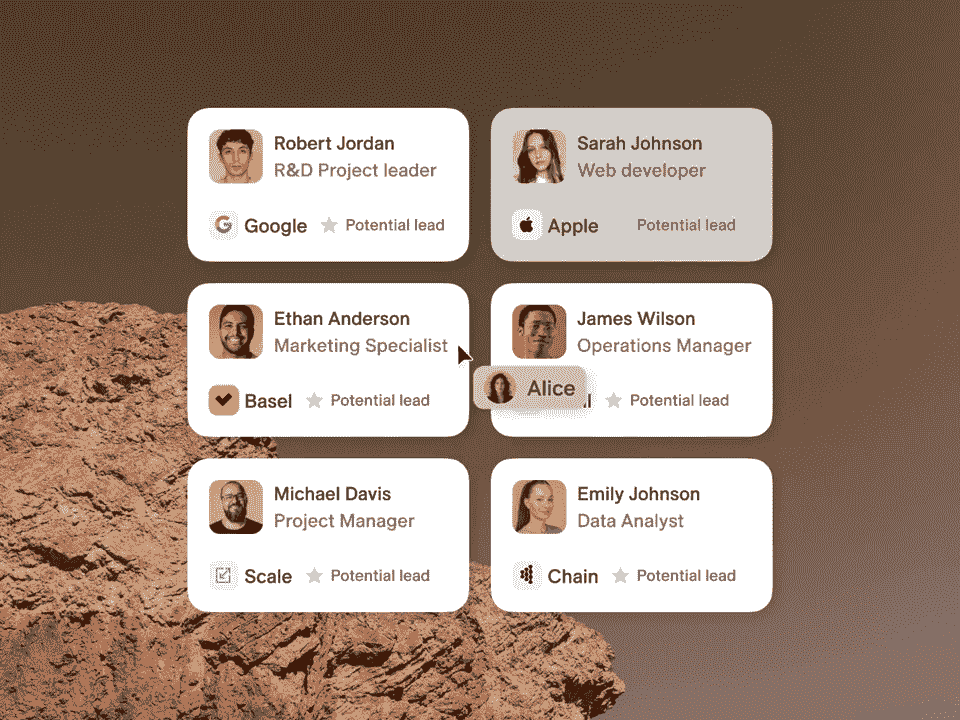 Robert Jordan
R&D Project leader
Google Potential lead
Sarah Johnson
Web developer
Apple Potential lead
Ethan Anderson
Marketing Specialist
Basel Potential lead
James Wilson
Operations Manager
Potential lead
Alice
Michael Davis
Project Manager
Scale Potential lead
Emily Johnson
Data Analyst
Chain Potential lead